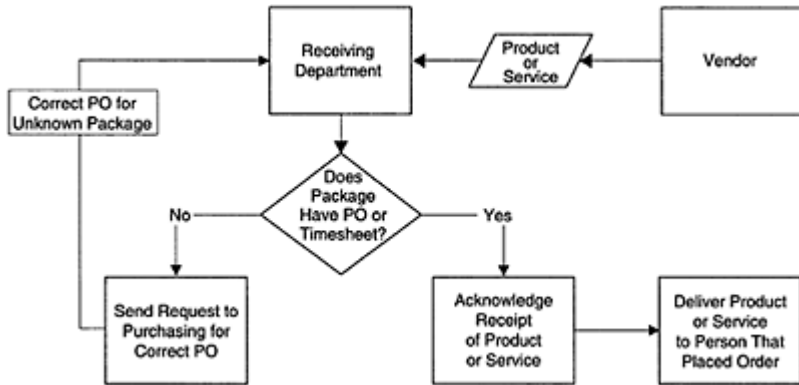 Receiving
Department
Product
or
Service
Vendor
Correct PO for
Unknown Package
Does
Package
Have PO or
Timesheet?
No
Yes
Send Request to
Purchasing for
Correct PO
Acknowledge
Receipt
of Product
or Service
Deliver Product
or Service
to Person That
Placed Order